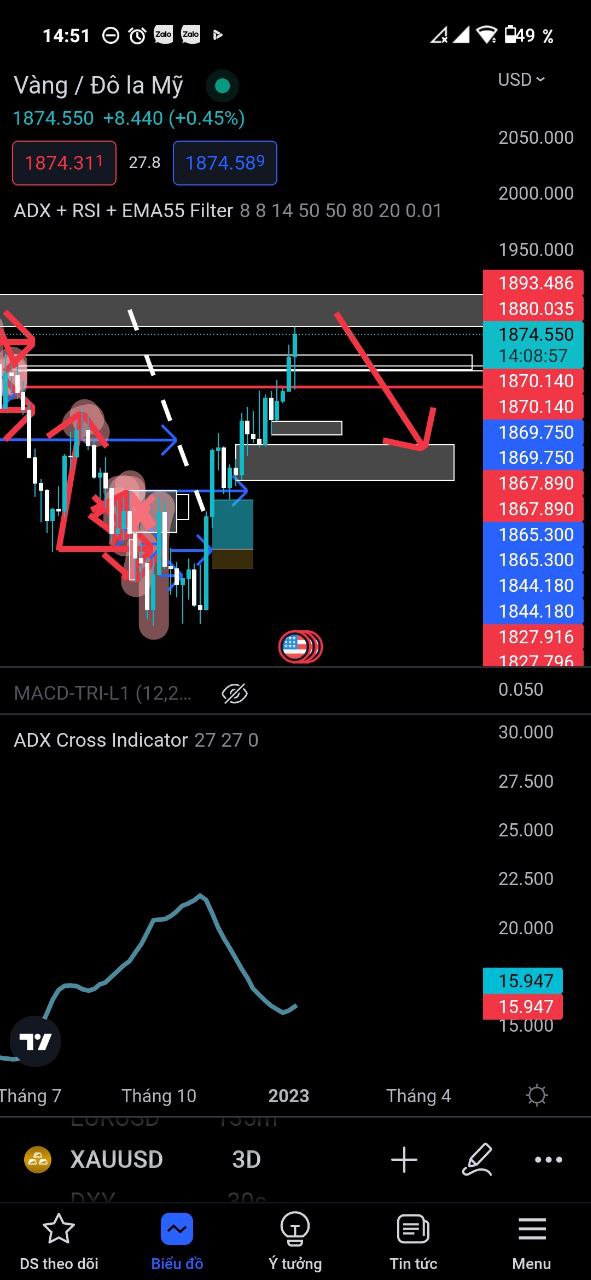 14:51 Zalo Zalo 49 %
Vàng / Đô la Mỹ USD
1874.550 +8.440 (+0.45%)
1874.311 27.8 1874.589
ADX + RSI + EMA55 Filter 8 8 14 50 50 80 20 0.01
2050.000
2000.000
1950.000
1893.486
1880.035
1874.550
14:08:57
1870.140
1870.140
1869.750
1869.750
1867.890
1867.890
1865.300
1865.300
1844.180
1844.180
1827.916
1827.796
MACD-TRI-L1 (12,2... 0.050
ADX Cross Indicator 27 27 0
30.000
27.500
25.000
22.500
20.000
15.947
15.947
15.000
Tháng 7 Tháng 10 2023 Tháng 4
EURUSD 135m
XAUUSD 3D
DXY 30s
DS theo dõi Biểu đồ Ý tưởng Tin tức Menu